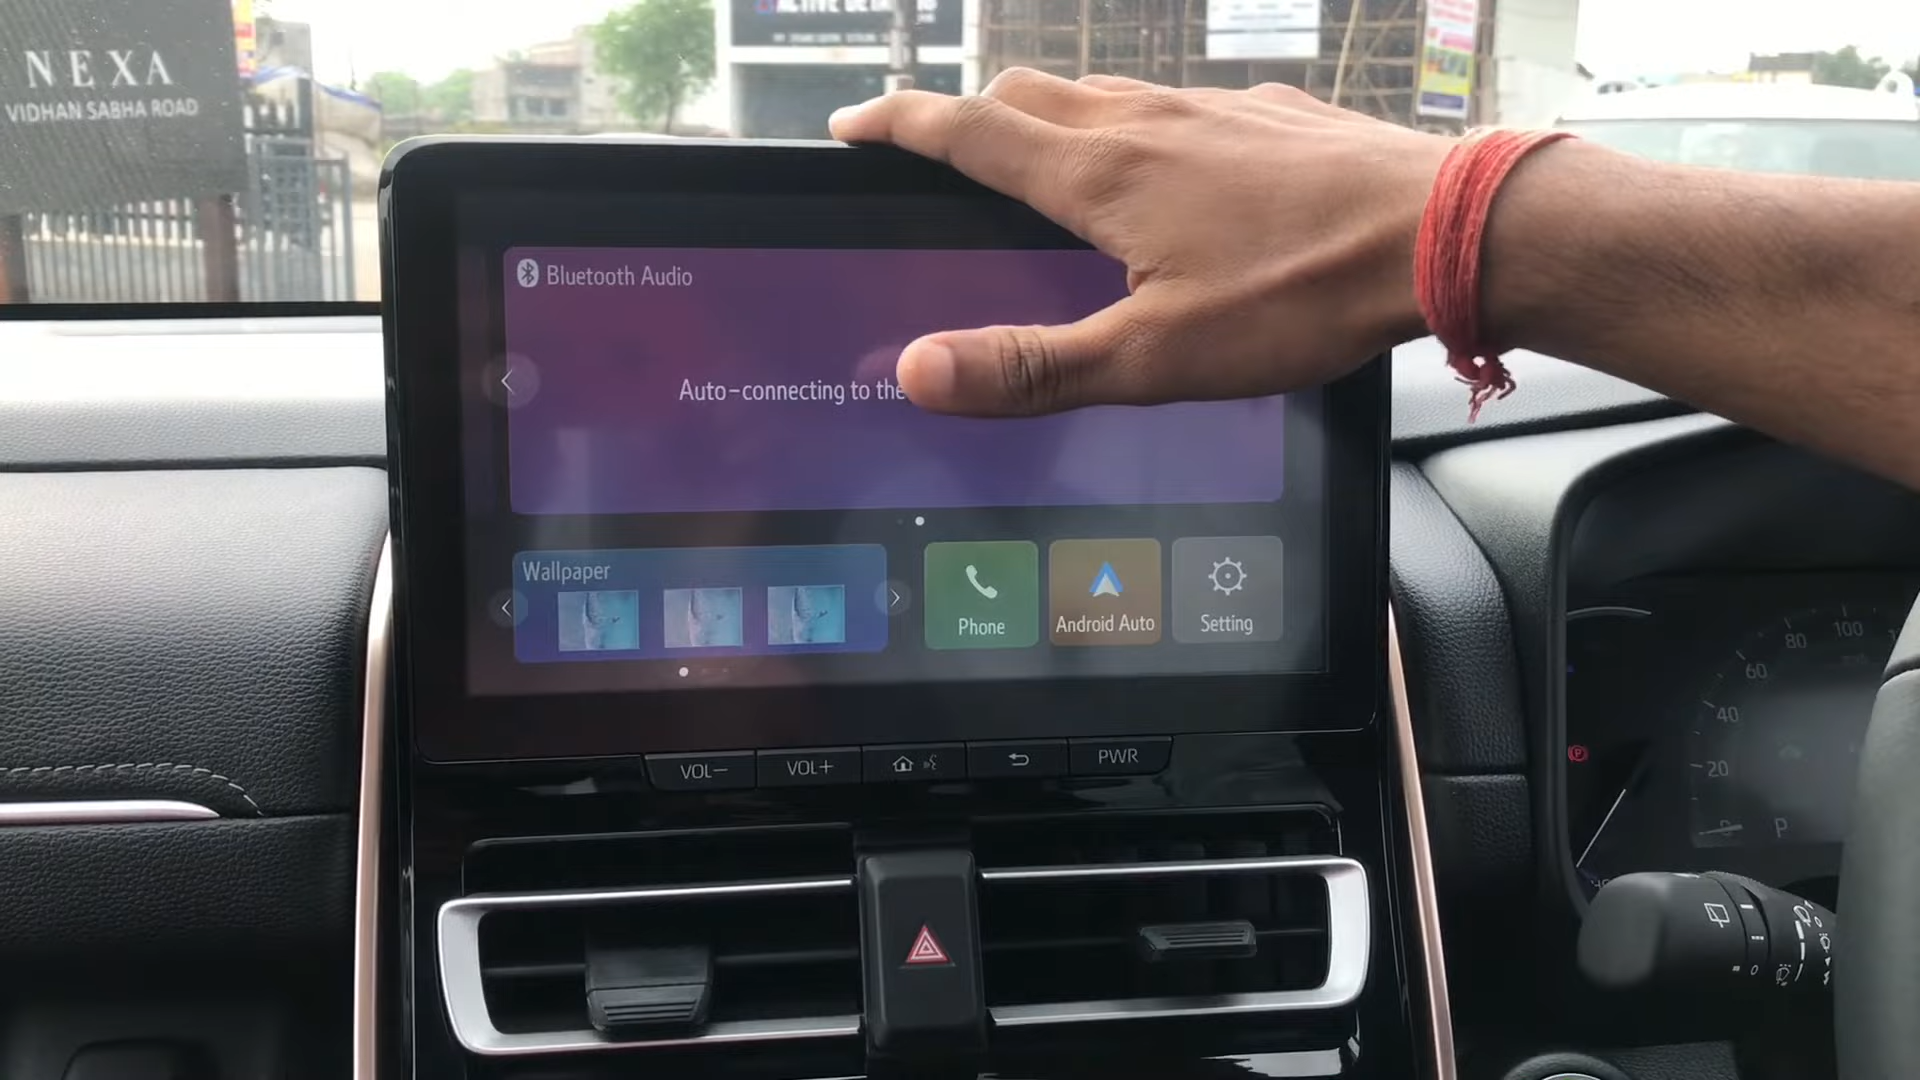 NEXA
VIDHAN SABHA ROAD
Bluetooth Audio
Auto-connecting to the
Wallpaper
Phone
Android Auto
Setting
VOL-
VOL+
PWR
100
80
60
40
20
0
P